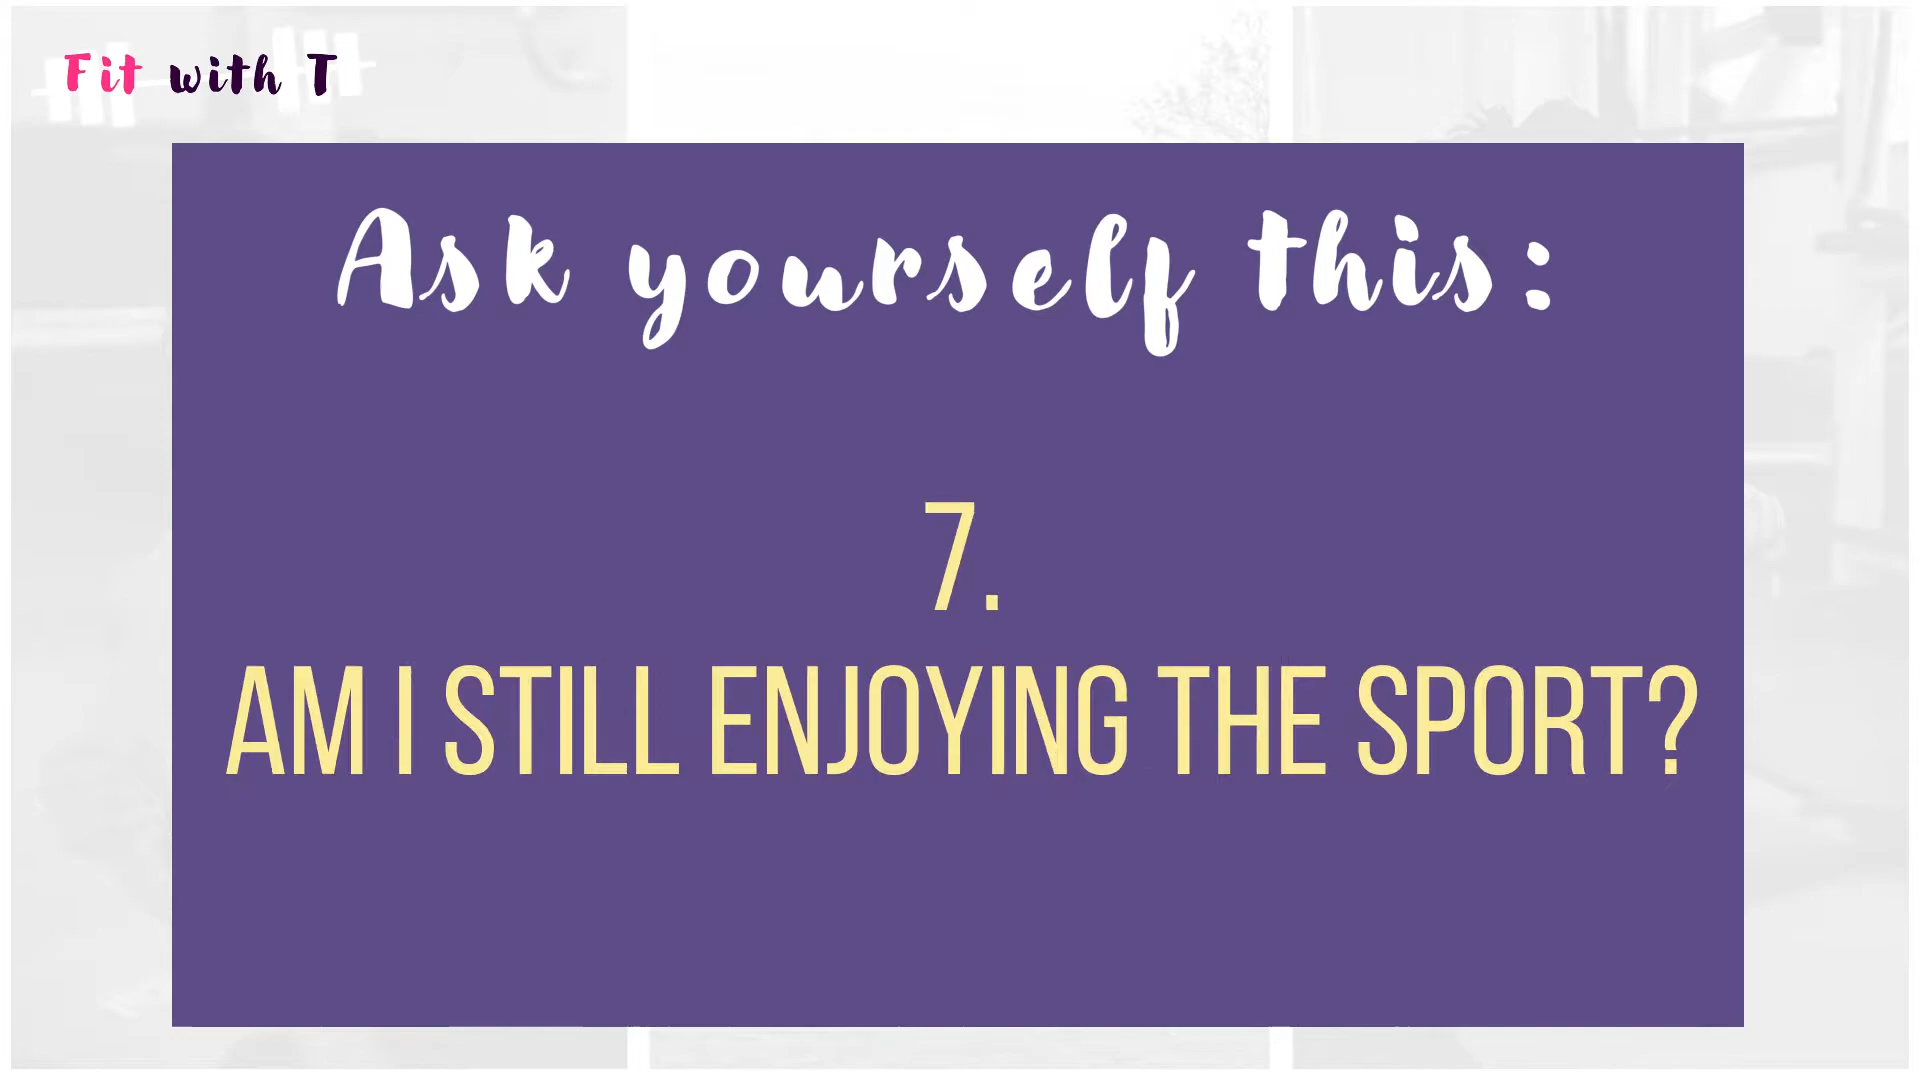 Fit with T
Ask yourself this:
7.
AM I STILL ENJOYING THE SPORT?